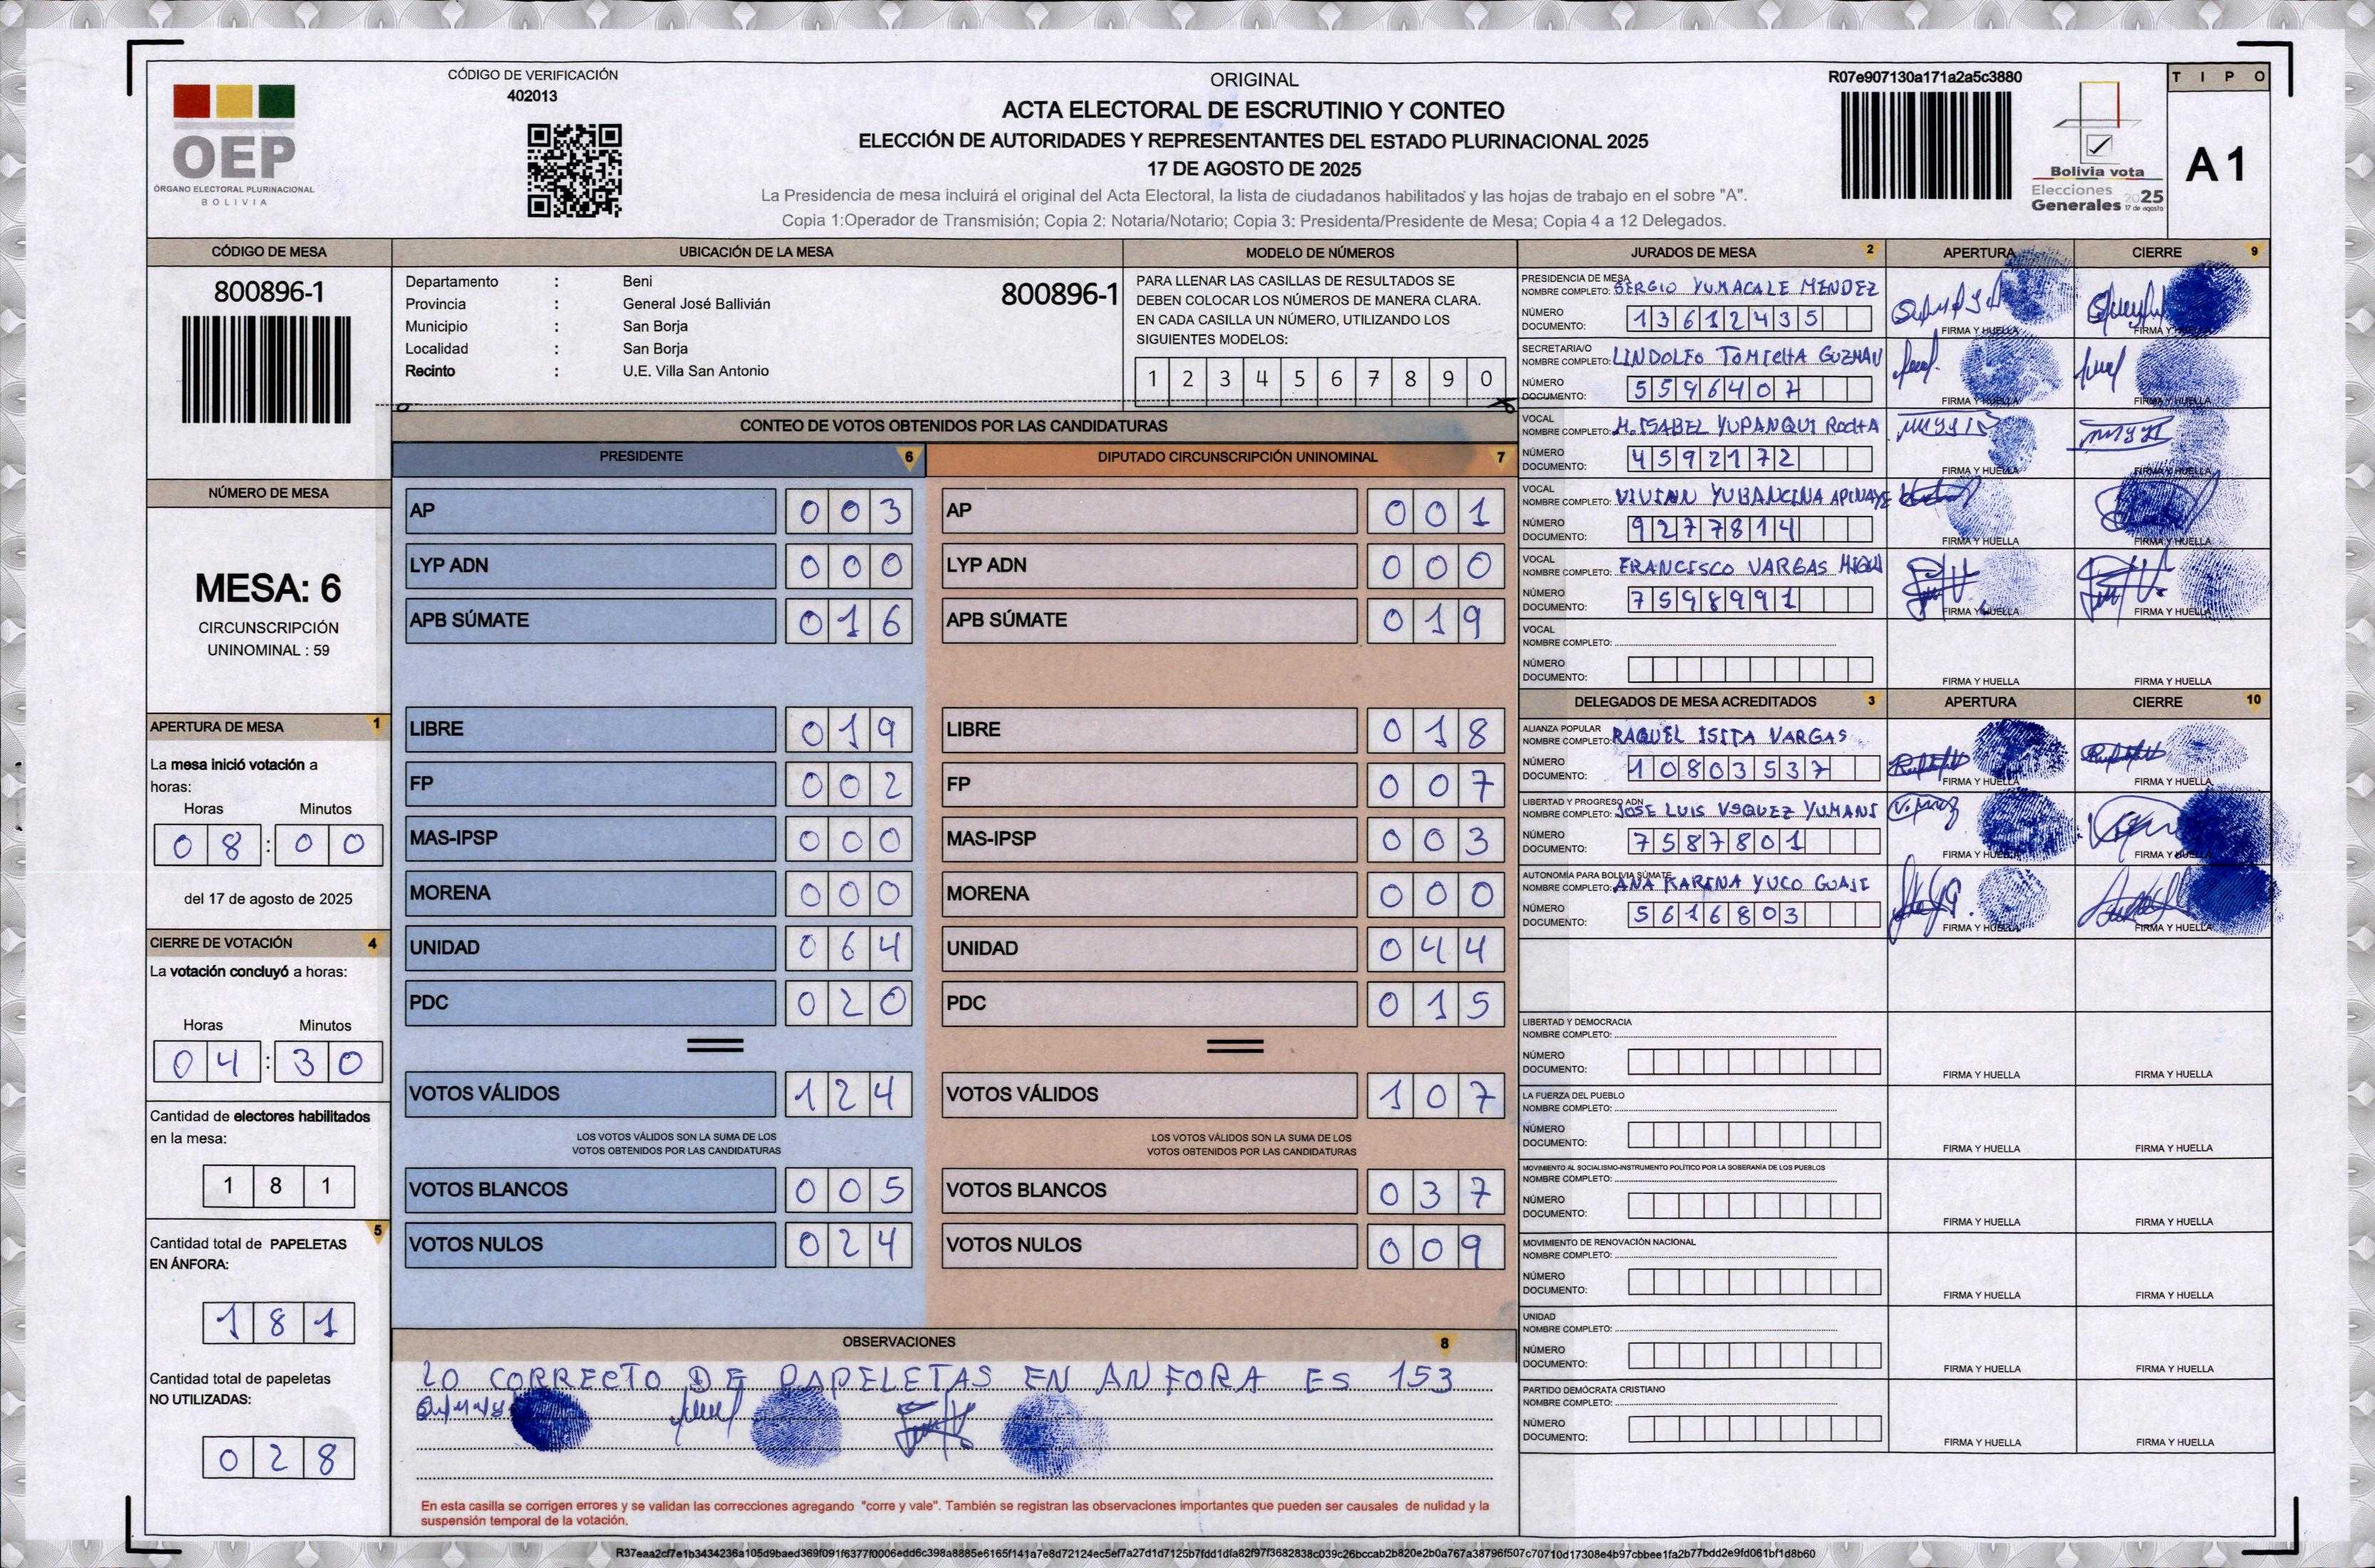 CÓDIGO DE VERIFICACIÓN
402013
OEP
ÓRGANO ELECTORAL PLURINACIONAL
BOLIVIA
ORIGINAL
ACTA ELECTORAL DE ESCRUTINIO Y CONTEO
ELECCIÓN DE AUTORIDADES Y REPRESENTANTES DEL ESTADO PLURINACIONAL 2025
17 DE AGOSTO DE 2025
La Presidencia de mesa incluirá el original del Acta Electoral, la lista de ciudadanos habilitados y las hojas de trabajo en el sobre "A".
Copia 1:Operador de Transmisión; Copia 2: Notaria/Notario; Copia 3: Presidenta/Presidente de Mesa; Copia 4 a 12 Delegados.
R07e907130a171a2a5c3880
Bolivia vota
Elecciones 2025
Generales 17 de agosto
TIPO
A1
CÓDIGO DE MESA
800896-1
NÚMERO DE MESA
MESA: 6
CIRCUNSCRIPCIÓN
UNINOMINAL : 59
APERTURA DE MESA 1
La mesa inició votación a
horas:
Horas Minutos
08:00
del 17 de agosto de 2025
CIERRE DE VOTACIÓN 4
La votación concluyó a horas:
Horas Minutos
04:30
Cantidad de electores habilitados
en la mesa:
181
5
Cantidad total de PAPELETAS
EN ÁNFORA:
181
Cantidad total de papeletas
NO UTILIZADAS:
028
UBICACIÓN DE LA MESA
Departamento : Beni
800896-1
Provincia : General José Ballivián
Municipio : San Borja
Localidad : San Borja
Recinto : U.E. Villa San Antonio
MODELO DE NÚMEROS
PARA LLENAR LAS CASILLAS DE RESULTADOS SE
DEBEN COLOCAR LOS NÚMEROS DE MANERA CLARA.
EN CADA CASILLA UN NÚMERO, UTILIZANDO LOS
SIGUIENTES MODELOS:
1 2 3 4 5 6 7 8 9 0
CONTEO DE VOTOS OBTENIDOS POR LAS CANDIDATURAS
PRESIDENTE 6
AP 003
LYP ADN 000
APB SÚMATE 016
LIBRE 019
FP 002
MAS-IPSP 000
MORENA 000
UNIDAD 064
PDC 020
VOTOS VÁLIDOS 124
LOS VOTOS VÁLIDOS SON LA SUMA DE LOS
VOTOS OBTENIDOS POR LAS CANDIDATURAS
VOTOS BLANCOS 005
VOTOS NULOS 024
DIPUTADO CIRCUNSCRIPCIÓN UNINOMINAL 7
AP 001
LYP ADN 000
APB SÚMATE 019
LIBRE 018
FP 007
MAS-IPSP 003
MORENA 000
UNIDAD 044
PDC 015
VOTOS VÁLIDOS 107
LOS VOTOS VÁLIDOS SON LA SUMA DE LOS
VOTOS OBTENIDOS POR LAS CANDIDATURAS
VOTOS BLANCOS 037
VOTOS NULOS 009
OBSERVACIONES 8
LO CORRECTO DE PAPELETAS EN ANFORA ES 153
En esta casilla se corrigen errores y se validan las correcciones agregando "corre y vale". También se registran las observaciones importantes que pueden ser causales de nulidad y la
suspensión temporal de la votación.
JURADOS DE MESA 2 APERTURA CIERRE 9
PRESIDENCIA DE MESA
NOMBRE COMPLETO: SERGIO YUMACALE MENDEZ
NÚMERO
DOCUMENTO: 13612435
FIRMA Y HUELLA FIRMA Y HUELLA
SECRETARIA/O
NOMBRE COMPLETO: LINDOLFO TOMICHA GUZMAN
NÚMERO
DOCUMENTO: 5596407
FIRMA Y HUELLA FIRMA Y HUELLA
VOCAL
NOMBRE COMPLETO: M. ISABEL YUPANQUI ROCHA
NÚMERO
DOCUMENTO: 4592172
FIRMA Y HUELLA FIRMA Y HUELLA
VOCAL
NOMBRE COMPLETO: VIVIAN YUBANCINA APINAYE
NÚMERO
DOCUMENTO: 9277814
FIRMA Y HUELLA FIRMA Y HUELLA
VOCAL
NOMBRE COMPLETO: FRANCISCO VARGAS
NÚMERO
DOCUMENTO: 7598991
FIRMA Y HUELLA FIRMA Y HUELLA
VOCAL
NOMBRE COMPLETO:
NÚMERO
DOCUMENTO:
FIRMA Y HUELLA FIRMA Y HUELLA
DELEGADOS DE MESA ACREDITADOS 3 APERTURA CIERRE 10
ALIANZA POPULAR
NOMBRE COMPLETO: RAQUEL ISITA VARGAS
NÚMERO
DOCUMENTO: 10803537
FIRMA Y HUELLA FIRMA Y HUELLA
LIBERTAD Y PROGRESO ADN
NOMBRE COMPLETO: JOSE LUIS VSQUEZ YUMANI
NÚMERO
DOCUMENTO: 7587801
FIRMA Y HUELLA FIRMA Y HUELLA
AUTONOMÍA PARA BOLIVIA SÚMATE
NOMBRE COMPLETO: ANA KARINA YUCO GUAJI
NÚMERO
DOCUMENTO: 5616803
FIRMA Y HUELLA FIRMA Y HUELLA
LIBERTAD Y DEMOCRACIA
NOMBRE COMPLETO:
NÚMERO
DOCUMENTO:
FIRMA Y HUELLA FIRMA Y HUELLA
LA FUERZA DEL PUEBLO
NOMBRE COMPLETO:
NÚMERO
DOCUMENTO:
FIRMA Y HUELLA FIRMA Y HUELLA
MOVIMIENTO AL SOCIALISMO-INSTRUMENTO POLÍTICO POR LA SOBERANÍA DE LOS PUEBLOS
NOMBRE COMPLETO:
NÚMERO
DOCUMENTO:
FIRMA Y HUELLA FIRMA Y HUELLA
MOVIMIENTO DE RENOVACIÓN NACIONAL
NOMBRE COMPLETO:
NÚMERO
DOCUMENTO:
FIRMA Y HUELLA FIRMA Y HUELLA
UNIDAD
NOMBRE COMPLETO:
NÚMERO
DOCUMENTO:
FIRMA Y HUELLA FIRMA Y HUELLA
PARTIDO DEMÓCRATA CRISTIANO
NOMBRE COMPLETO:
NÚMERO
DOCUMENTO:
FIRMA Y HUELLA FIRMA Y HUELLA